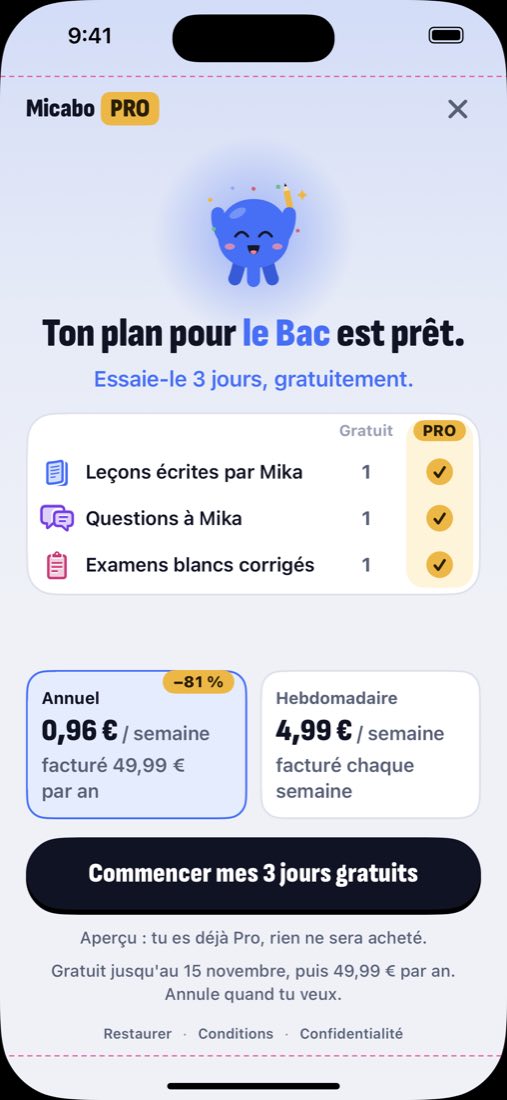 9:41
Micabo PRO
Ton plan pour le Bac est prêt.
Essaie-le 3 jours, gratuitement.
Gratuit PRO
Leçons écrites par Mika 1
Questions à Mika 1
Examens blancs corrigés 1
−81 %
Annuel
0,96 € / semaine
facturé 49,99 €
par an
Hebdomadaire
4,99 € / semaine
facturé chaque
semaine
Commencer mes 3 jours gratuits
Aperçu : tu es déjà Pro, rien ne sera acheté.
Gratuit jusqu'au 15 novembre, puis 49,99 € par an.
Annule quand tu veux.
Restaurer · Conditions · Confidentialité